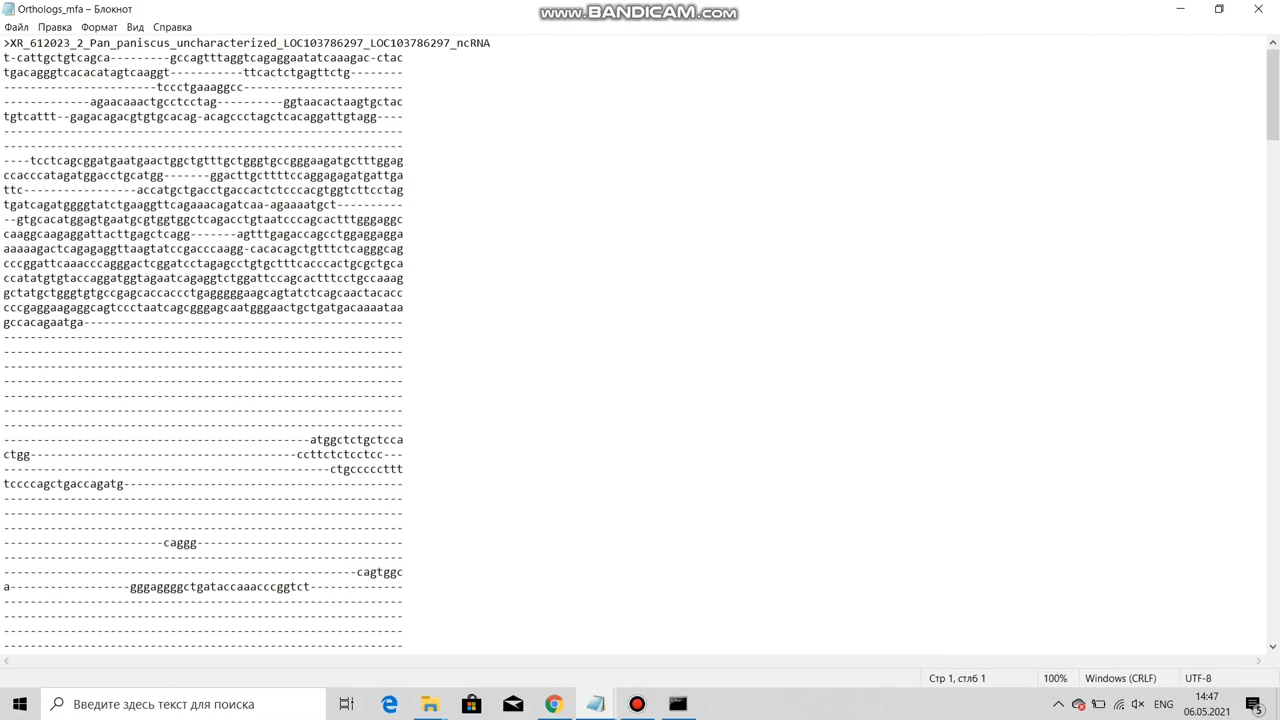 Orthologs_mfa – Блокнот
www.BANDICAM.com
Файл Правка Формат Вид Справка
>XR_612023_2_Pan_paniscus_uncharacterized_LOC103786297_LOC103786297_ncRNA
t-cattgctgtcagca---------gccagtttaggtcagaggaatatcaaagac-ctac
tgacagggtcacacatagtcaaggt-----------ttcactctgagttctg--------
-----------------------tccctgaaaggcc------------------------
-------------agaacaaactgcctcctag----------ggtaacactaagtgctac
tgtcattt--gagacagacgtgtgcacag-acagccctagctcacaggattgtagg----
------------------------------------------------------------
------------------------------------------------------------
----tcctcagcggatgaatgaactggctgtttgctgggtgccgggaagatgctttggag
ccacccatagatggacctgcatgg-------ggacttgcttttccaggagagatgattga
ttc-----------------accatgctgacctgaccactctcccacgtggtcttcctag
tgatcagatggggtatctgaaggttcagaaacagatcaa-agaaaatgct----------
--gtgcacatggagtgaatgcgtggtggctcagacctgtaatcccagcactttgggaggc
caaggcaagaggattacttgagctcagg-------agtttgagaccagcctggaggagga
aaaaagactcagagaggttaagtatccgacccaagg-cacacagctgtttctcagggcag
cccggattcaaacccagggactcggatcctagagcctgtgctttcacccactgcgctgca
ccatatgtgtaccaggatggtagaatcagaggtctggattccagcactttcctgccaaag
gctatgctgggtgtgccgagcaccaccctgagggggaagcagtatctcagcaactacacc
cccgaggaagaggcagtccctaatcagcgggagcaatgggaactgctgatgacaaaataa
gccacagaatga------------------------------------------------
------------------------------------------------------------
------------------------------------------------------------
------------------------------------------------------------
------------------------------------------------------------
------------------------------------------------------------
------------------------------------------------------------
------------------------------------------------------------
----------------------------------------------atggctctgctcca
ctgg----------------------------------------ccttctctcctcc---
-------------------------------------------------ctgcccccttt
tccccagctgaccagatg------------------------------------------
------------------------------------------------------------
------------------------------------------------------------
------------------------------------------------------------
------------------------caggg-------------------------------
------------------------------------------------------------
-----------------------------------------------------cagtggc
a------------------gggaggggctgataccaaacccggtct--------------
------------------------------------------------------------
------------------------------------------------------------
------------------------------------------------------------
------------------------------------------------------------
Стр 1, стлб 1
100%
Windows (CRLF)
UTF-8
Введите здесь текст для поиска
ENG
14:47
06.05.2021
5